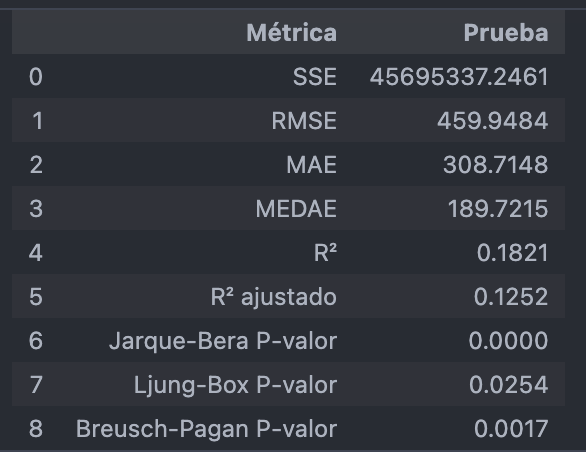 Métrica Prueba
0 SSE 45695337.2461
1 RMSE 459.9484
2 MAE 308.7148
3 MEDAE 189.7215
4 R² 0.1821
5 R² ajustado 0.1252
6 Jarque-Bera P-valor 0.0000
7 Ljung-Box P-valor 0.0254
8 Breusch-Pagan P-valor 0.0017